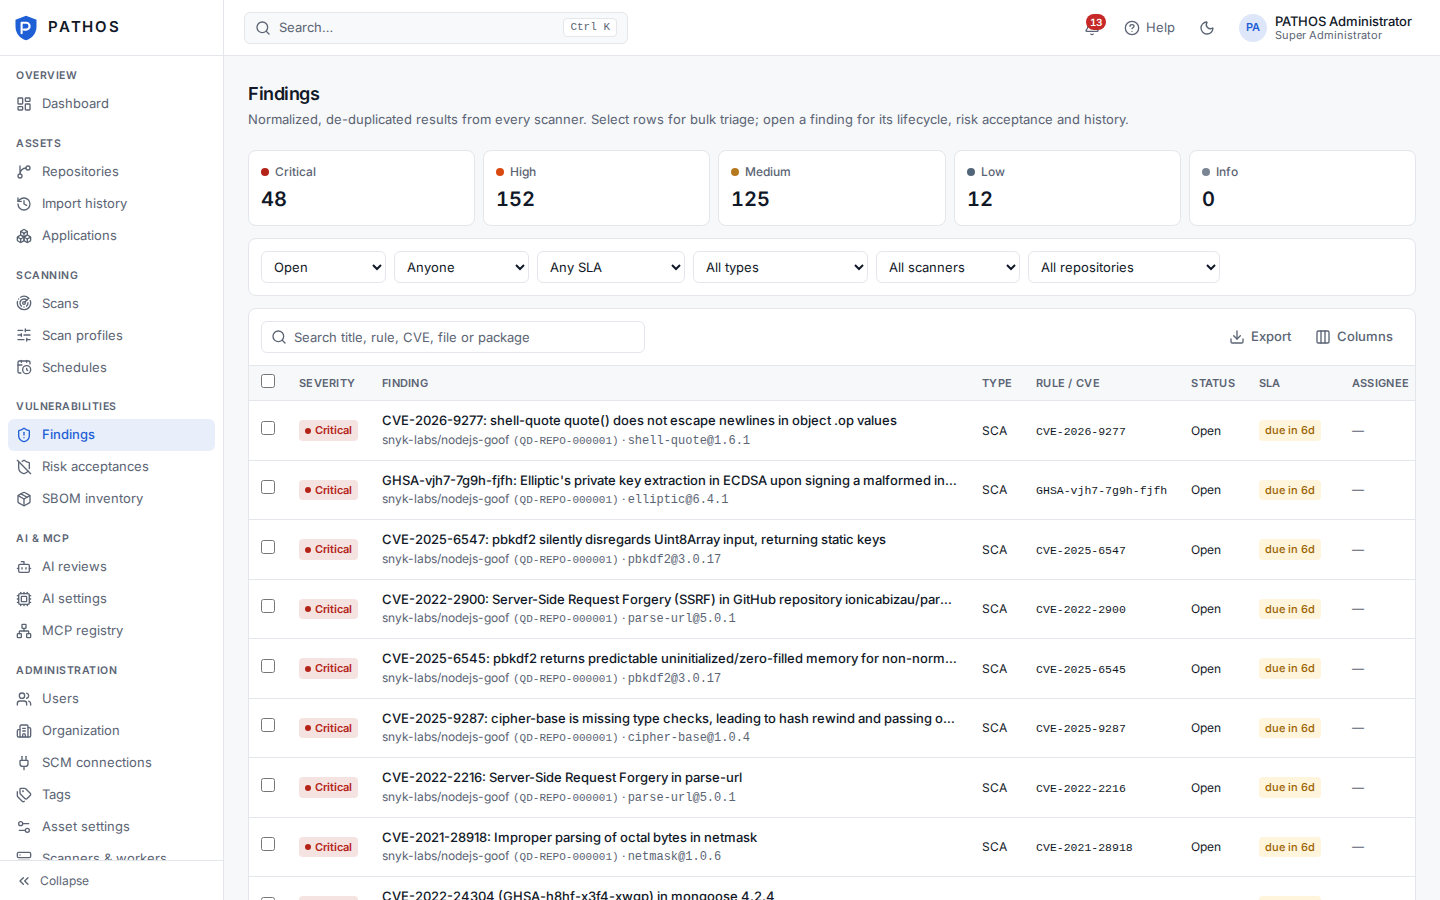 PATHOS
Search...
Ctrl K
13
Help
PA
PATHOS Administrator
Super Administrator
OVERVIEW
Dashboard
ASSETS
Repositories
Import history
Applications
SCANNING
Scans
Scan profiles
Schedules
VULNERABILITIES
Findings
Risk acceptances
SBOM inventory
AI & MCP
AI reviews
AI settings
MCP registry
ADMINISTRATION
Users
Organization
SCM connections
Tags
Asset settings
Scanners & workers
Collapse
Findings
Normalized, de-duplicated results from every scanner. Select rows for bulk triage; open a finding for its lifecycle, risk acceptance and history.
Critical
48
High
152
Medium
125
Low
12
Info
0
Open
Anyone
Any SLA
All types
All scanners
All repositories
Search title, rule, CVE, file or package
Export
Columns
SEVERITY FINDING TYPE RULE / CVE STATUS SLA ASSIGNEE
Critical CVE-2026-9277: shell-quote quote() does not escape newlines in object .op values SCA CVE-2026-9277 Open due in 6d —
snyk-labs/nodejs-goof (QD-REPO-000001) · shell-quote@1.6.1
Critical GHSA-vjh7-7g9h-fjfh: Elliptic's private key extraction in ECDSA upon signing a malformed in... SCA GHSA-vjh7-7g9h-fjfh Open due in 6d —
snyk-labs/nodejs-goof (QD-REPO-000001) · elliptic@6.4.1
Critical CVE-2025-6547: pbkdf2 silently disregards Uint8Array input, returning static keys SCA CVE-2025-6547 Open due in 6d —
snyk-labs/nodejs-goof (QD-REPO-000001) · pbkdf2@3.0.17
Critical CVE-2022-2900: Server-Side Request Forgery (SSRF) in GitHub repository ionicabizau/par... SCA CVE-2022-2900 Open due in 6d —
snyk-labs/nodejs-goof (QD-REPO-000001) · parse-url@5.0.1
Critical CVE-2025-6545: pbkdf2 returns predictable uninitialized/zero-filled memory for non-norm... SCA CVE-2025-6545 Open due in 6d —
snyk-labs/nodejs-goof (QD-REPO-000001) · pbkdf2@3.0.17
Critical CVE-2025-9287: cipher-base is missing type checks, leading to hash rewind and passing o... SCA CVE-2025-9287 Open due in 6d —
snyk-labs/nodejs-goof (QD-REPO-000001) · cipher-base@1.0.4
Critical CVE-2022-2216: Server-Side Request Forgery in parse-url SCA CVE-2022-2216 Open due in 6d —
snyk-labs/nodejs-goof (QD-REPO-000001) · parse-url@5.0.1
Critical CVE-2021-28918: Improper parsing of octal bytes in netmask SCA CVE-2021-28918 Open due in 6d —
snyk-labs/nodejs-goof (QD-REPO-000001) · netmask@1.0.6
CVE-2022-24304 (GHSA-h8hf-x3f4-xwgp) in mongoose 4.2.4